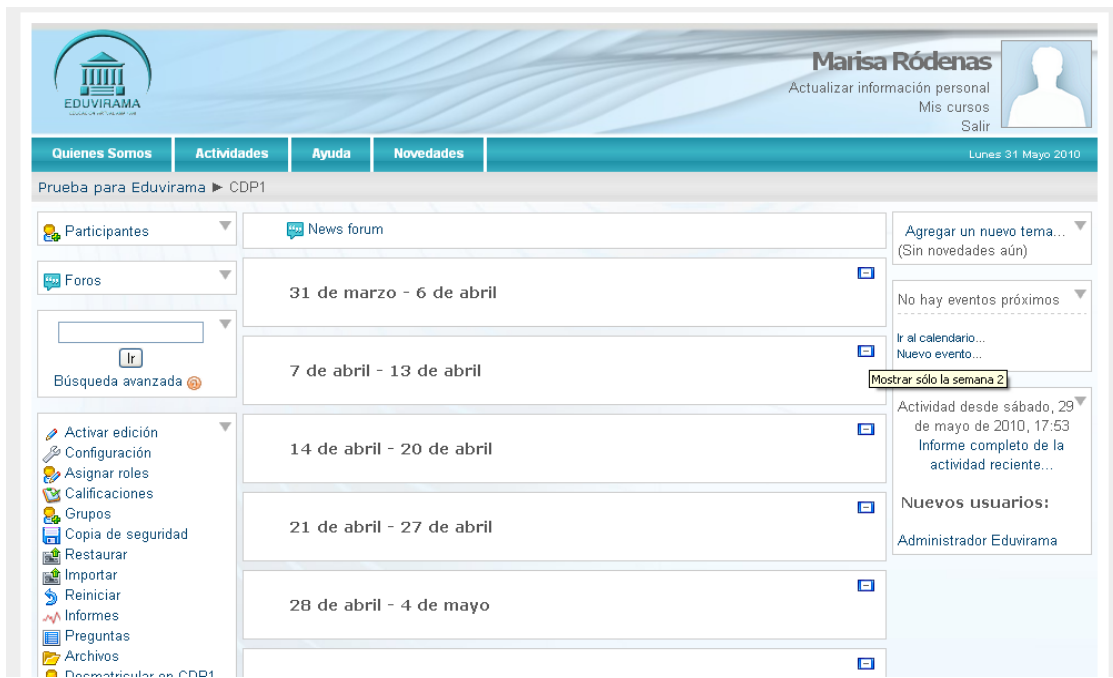 EDUVIRAMA
Marisa Ródenas
Actualizar información personal
Mis cursos
Salir
Quienes Somos
Actividades
Ayuda
Novedades
Lunes 31 Mayo 2010
Prueba para Eduvirama ► CDP1
Participantes
Foros
Ir
Búsqueda avanzada
Activar edición
Configuración
Asignar roles
Calificaciones
Grupos
Copia de seguridad
Restaurar
Importar
Reiniciar
Informes
Preguntas
Archivos
Desmatricular en CDP1
News forum
31 de marzo - 6 de abril
7 de abril - 13 de abril
14 de abril - 20 de abril
21 de abril - 27 de abril
28 de abril - 4 de mayo
Agregar un nuevo tema...
(Sin novedades aún)
No hay eventos próximos
Ir al calendario...
Nuevo evento...
Mostrar sólo la semana 2
Actividad desde sábado, 29
de mayo de 2010, 17:53
Informe completo de la
actividad reciente...
Nuevos usuarios:
Administrador Eduvirama